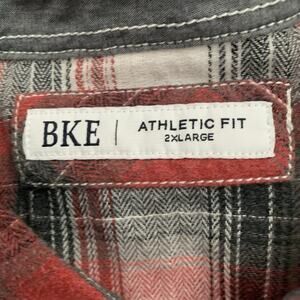 BKE | ATHLETIC FIT
2XLARGE